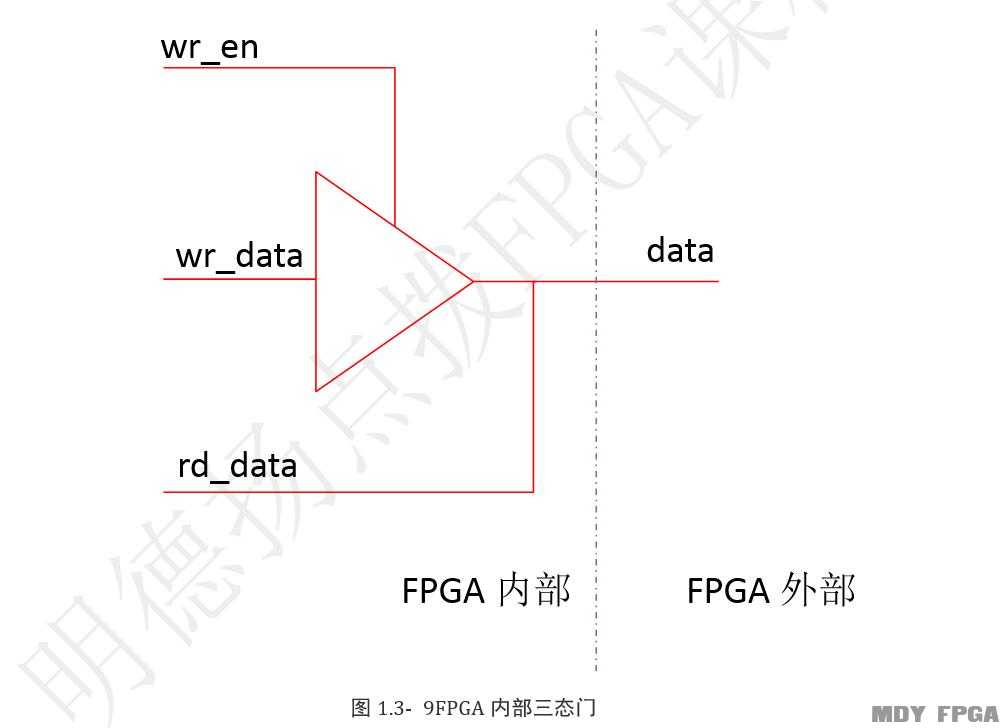 wr_en
wr_data
data
rd_data
FPGA 内部
FPGA 外部
图 1.3- 9FPGA 内部三态门
MDY FPGA
明德扬点拨FPGA课